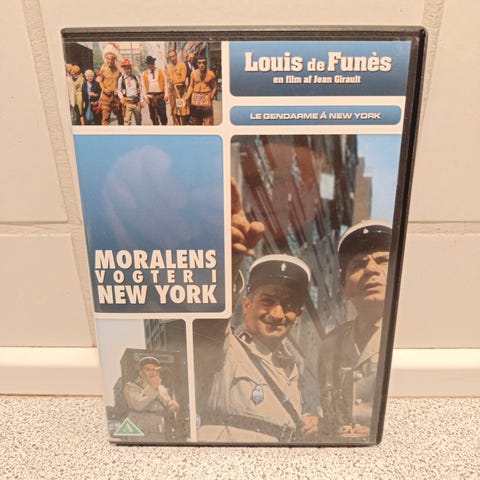 Louis de Funès
en film af Jean Girault
LE GENDARME Á NEW YORK
MORALENS
VOGTER I
NEW YORK
A